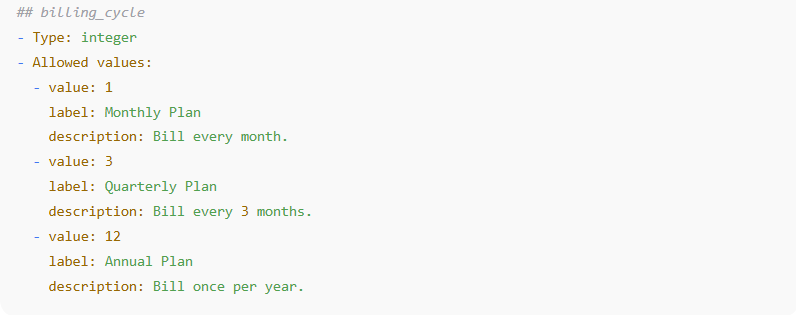 ## billing_cycle
- Type: integer
- Allowed values:
  - value: 1
    label: Monthly Plan
    description: Bill every month.
  - value: 3
    label: Quarterly Plan
    description: Bill every 3 months.
  - value: 12
    label: Annual Plan
    description: Bill once per year.